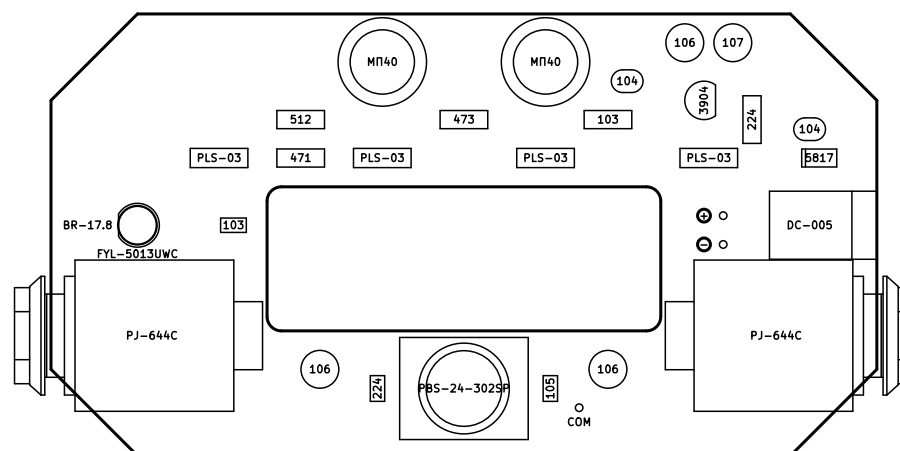 106
107
МП40
МП40
104
3904
224
512
473
103
104
PLS-03
471
PLS-03
PLS-03
PLS-03
5817
BR-17.8
103
DC-005
FYL-5013UWC
+
−
PJ-644C
PJ-644C
106
106
224
PBS-24-302SP
105
COM